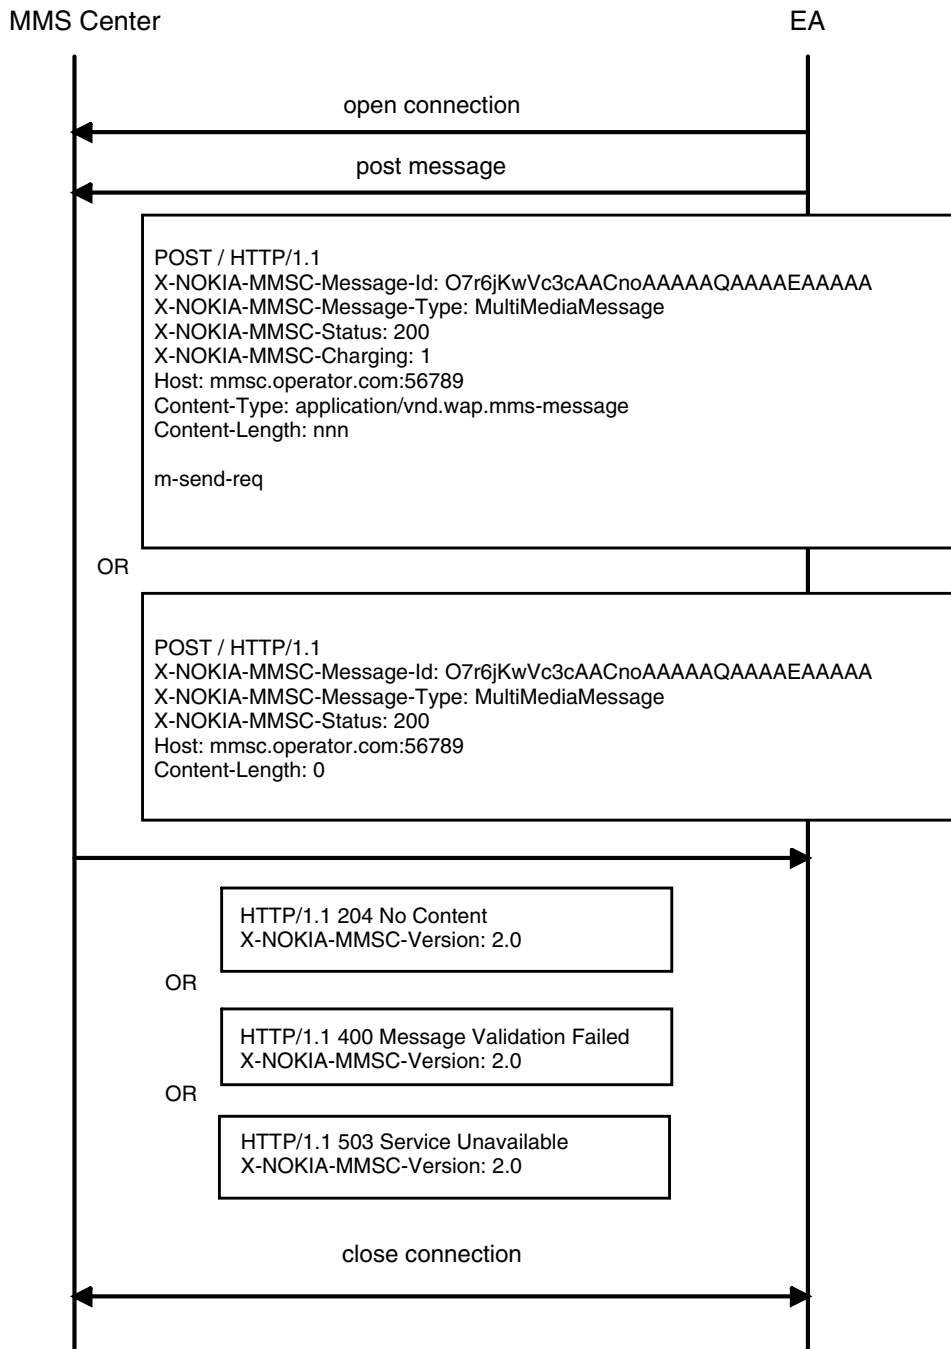 MMS Center
EA
open connection
post message
POST / HTTP/1.1
X-NOKIA-MMSC-Message-Id: O7r6jKwVc3cAACnoAAAAAQAAAAEAAAAA
X-NOKIA-MMSC-Message-Type: MultiMediaMessage
X-NOKIA-MMSC-Status: 200
X-NOKIA-MMSC-Charging: 1
Host: mmsc.operator.com:56789
Content-Type: application/vnd.wap.mms-message
Content-Length: nnn
m-send-req
OR
POST / HTTP/1.1
X-NOKIA-MMSC-Message-Id: O7r6jKwVc3cAACnoAAAAAQAAAAEAAAAA
X-NOKIA-MMSC-Message-Type: MultiMediaMessage
X-NOKIA-MMSC-Status: 200
Host: mmsc.operator.com:56789
Content-Length: 0
HTTP/1.1 204 No Content
X-NOKIA-MMSC-Version: 2.0
OR
HTTP/1.1 400 Message Validation Failed
X-NOKIA-MMSC-Version: 2.0
OR
HTTP/1.1 503 Service Unavailable
X-NOKIA-MMSC-Version: 2.0
close connection